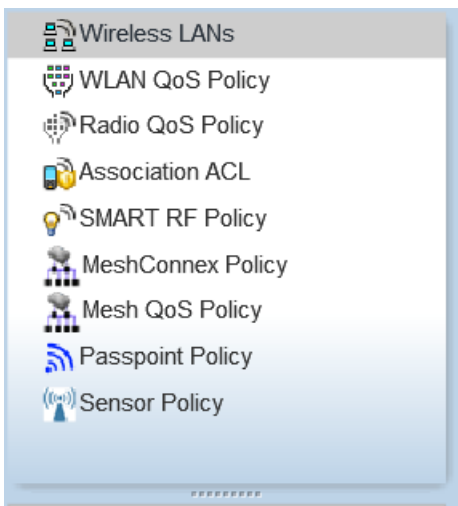 Wireless LANs
WLAN QoS Policy
Radio QoS Policy
Association ACL
SMART RF Policy
MeshConnex Policy
Mesh QoS Policy
Passpoint Policy
Sensor Policy